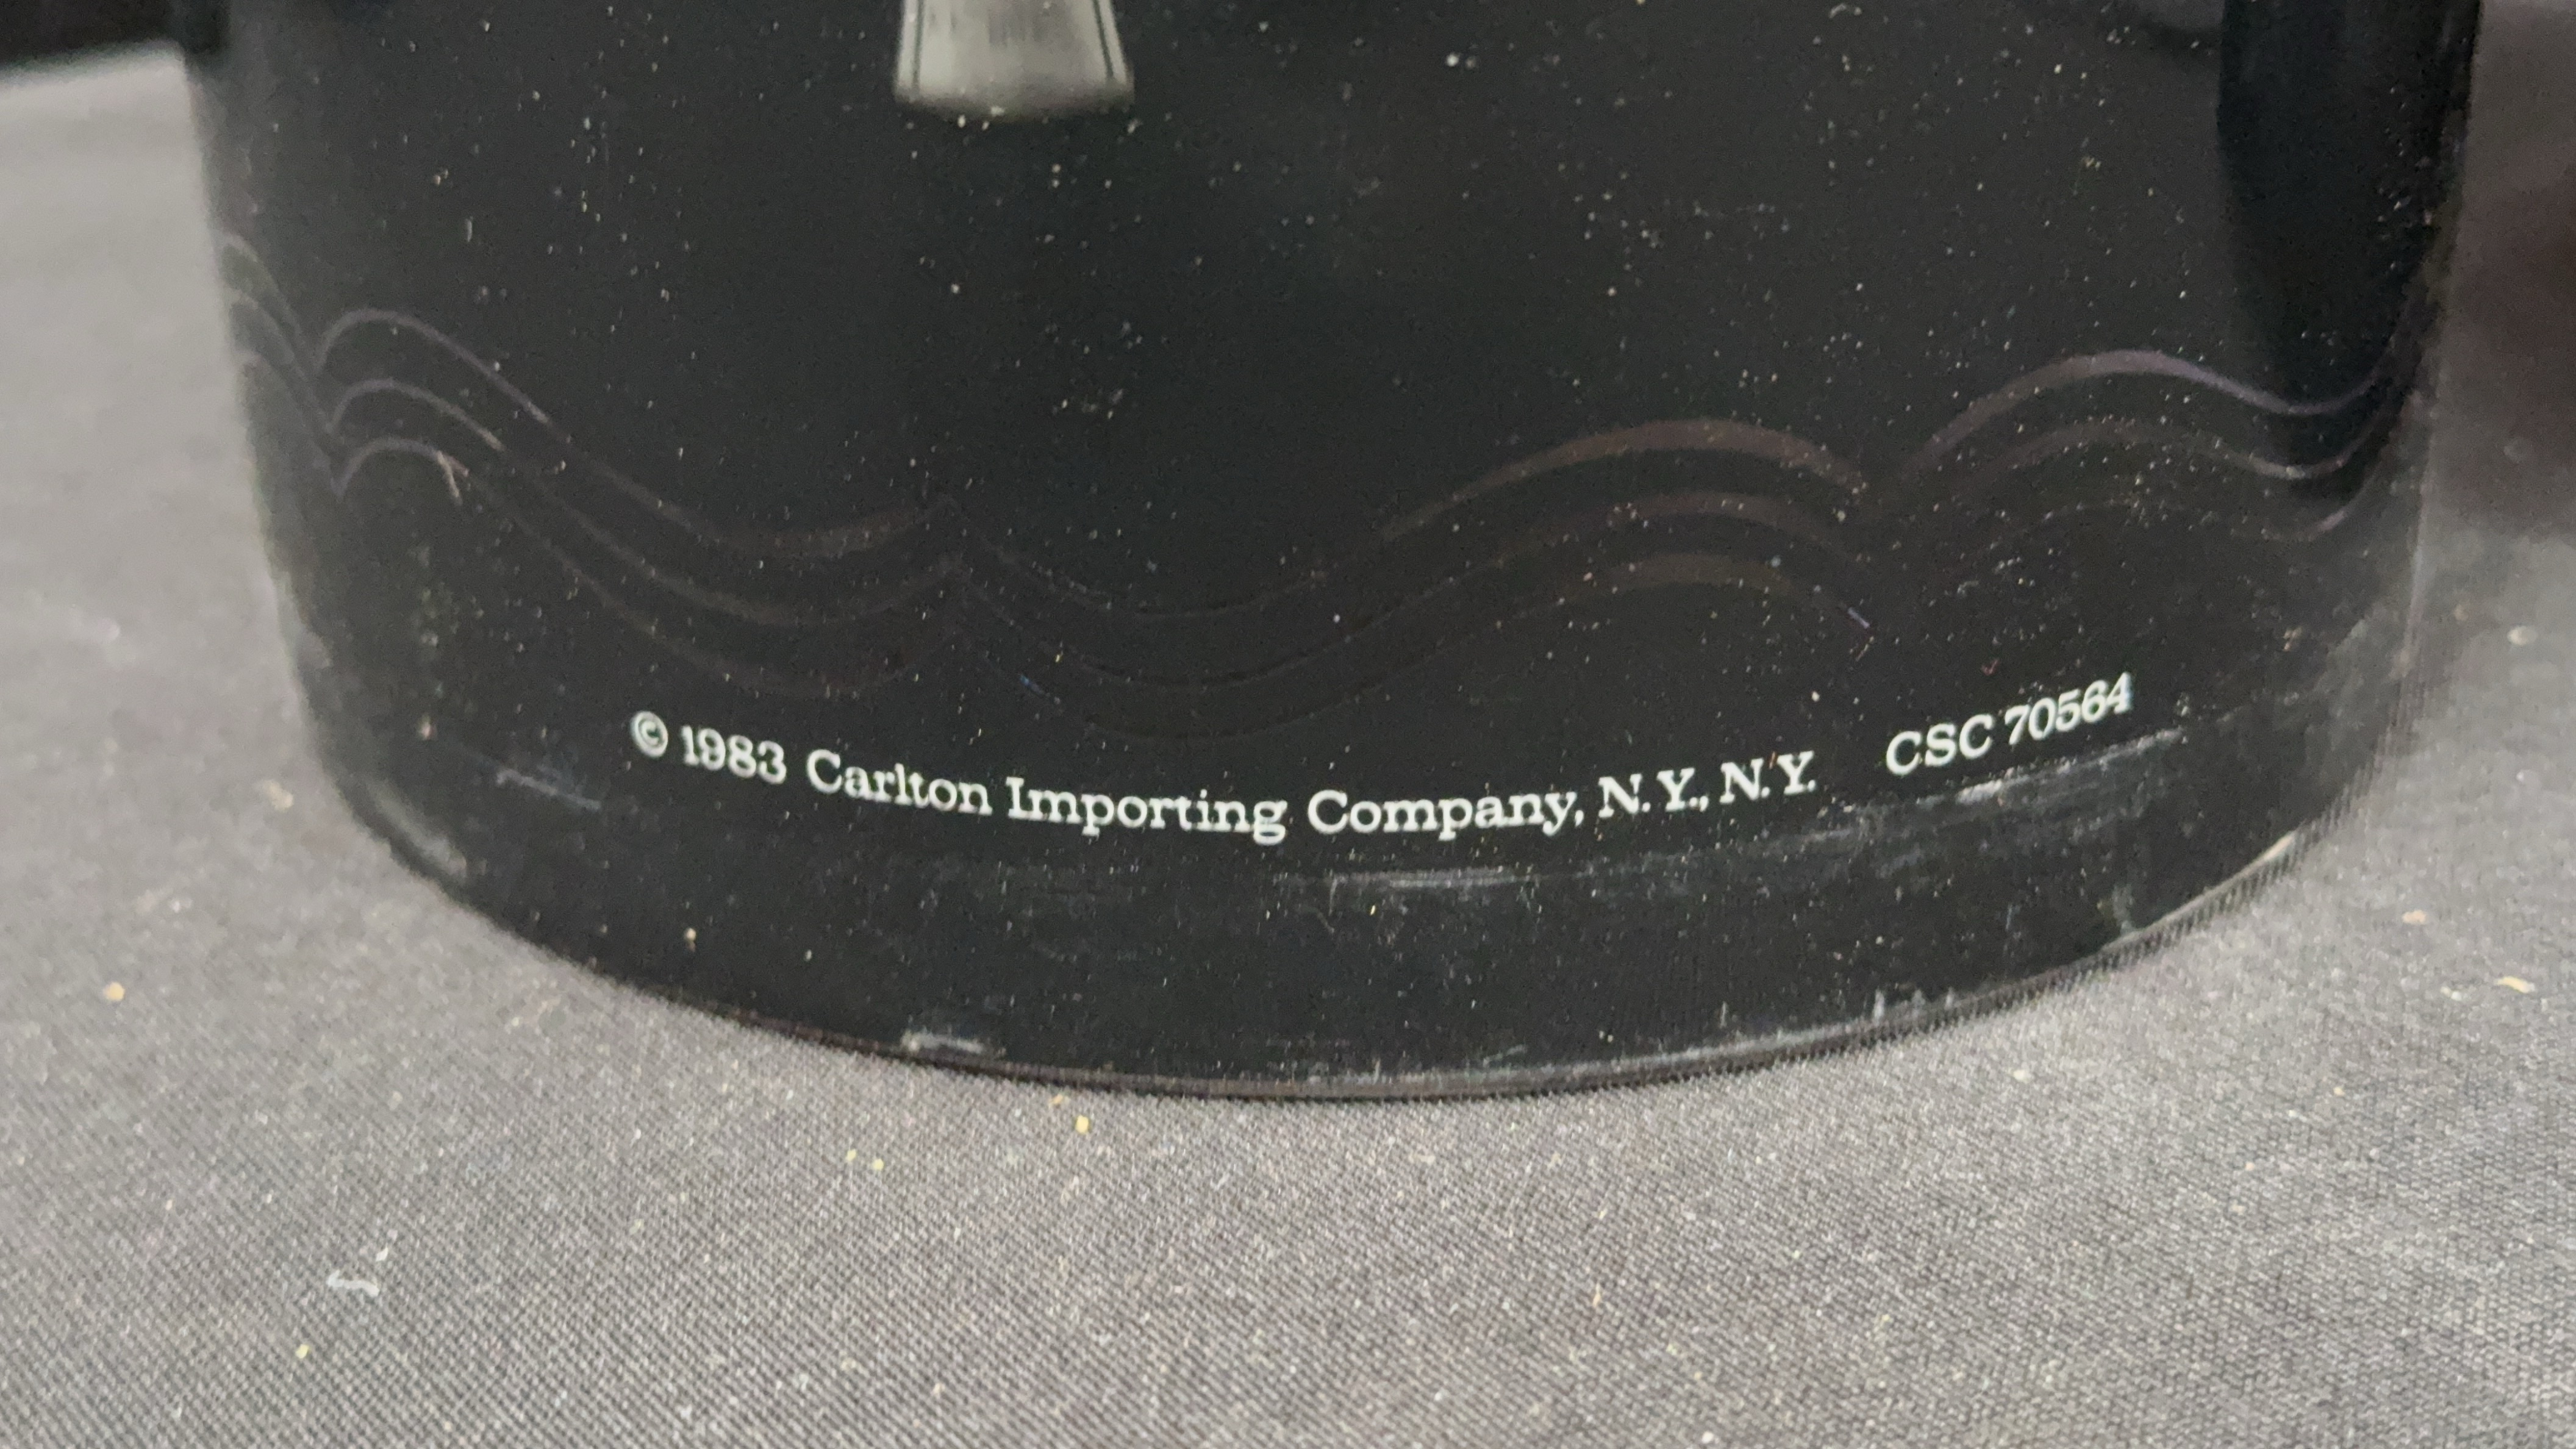 © 1983 Carlton Importing Company, N.Y., N.Y. CSC 70564